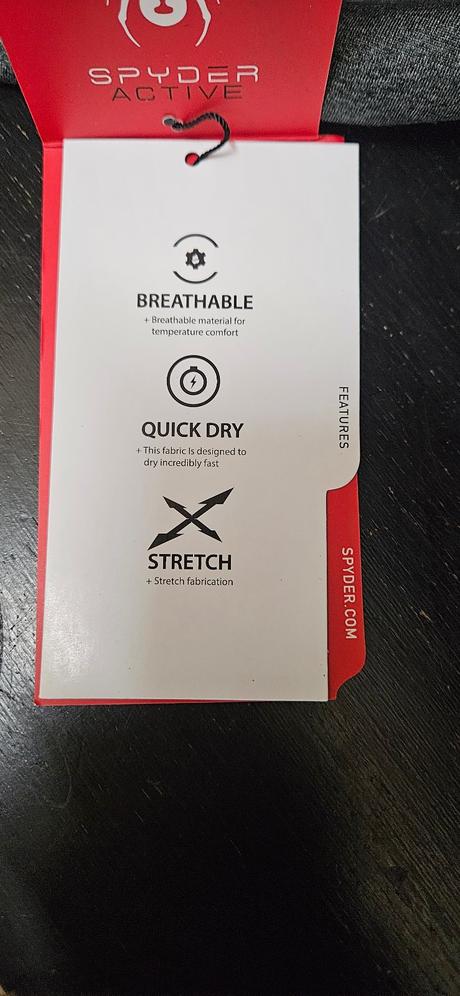 SPYDER
ACTIVE
BREATHABLE
+ Breathable material for
temperature comfort
QUICK DRY
+ This fabric Is designed to
dry incredibly fast
STRETCH
+ Stretch fabrication
FEATURES
SPYDER.COM